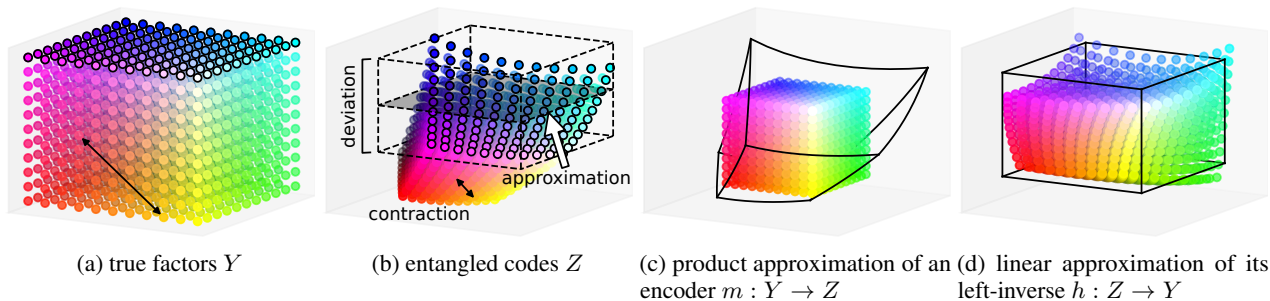 deviation
approximation
contraction
(a) true factors Y
(b) entangled codes Z
(c) product approximation of an
encoder m : Y → Z
(d) linear approximation of its
left-inverse h : Z → Y